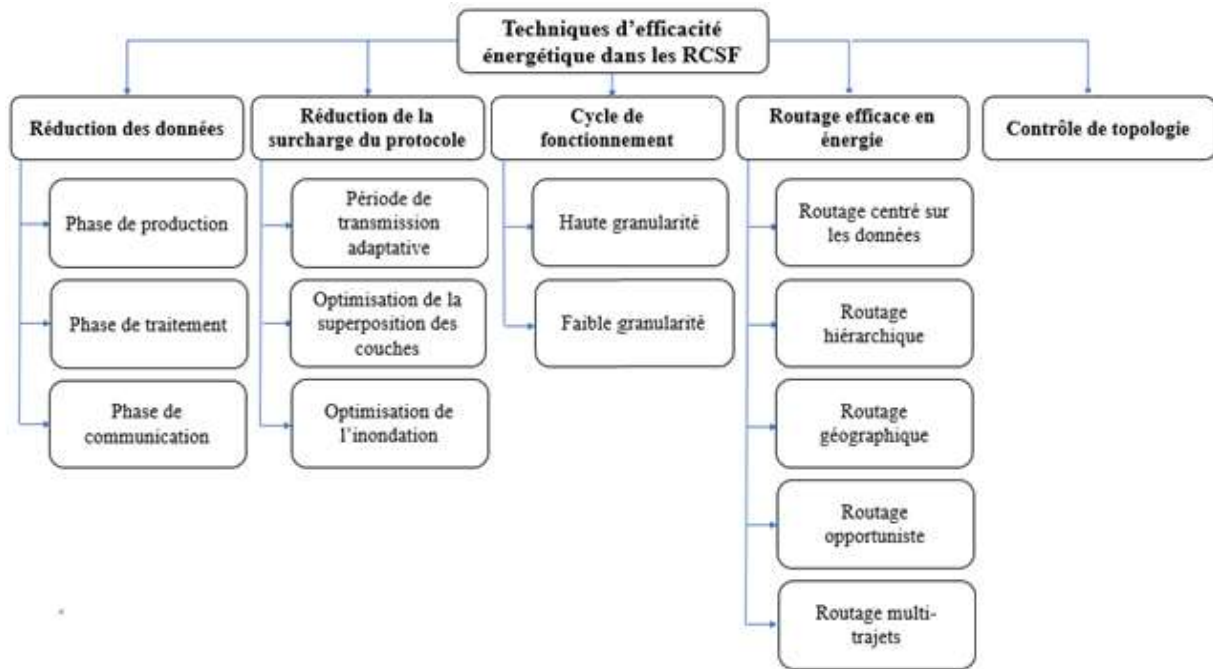 Techniques d’efficacité
énergétique dans les RCSF
Réduction des données
Réduction de la
surcharge du protocole
Cycle de
fonctionnement
Routage efficace en
énergie
Contrôle de topologie
Phase de production
Phase de traitement
Phase de
communication
Période de
transmission
adaptative
Optimisation de la
superposition des
couches
Optimisation de
l’inondation
Haute granularité
Faible granularité
Routage centré sur
les données
Routage
hiérarchique
Routage
géographique
Routage
opportuniste
Routage multi-
trajets